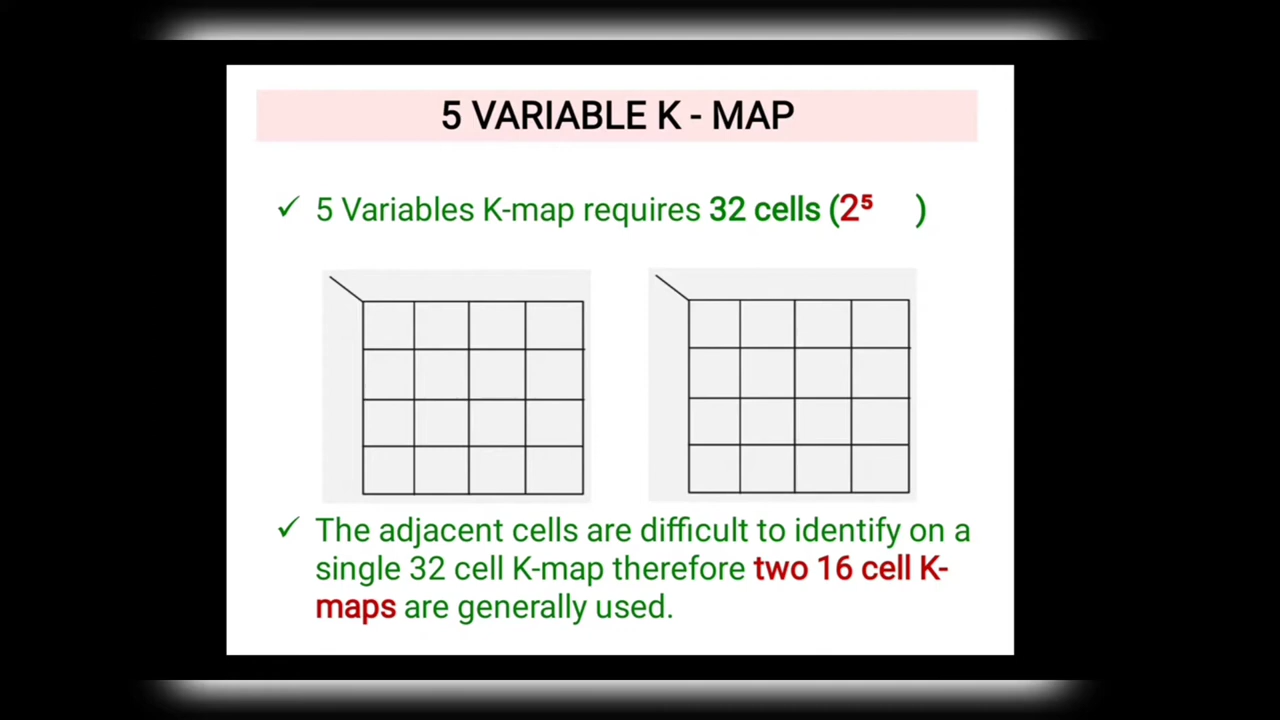 5 VARIABLE K - MAP
✓ 5 Variables K-map requires 32 cells (2⁵ )
✓ The adjacent cells are difficult to identify on a
single 32 cell K-map therefore two 16 cell K-
maps are generally used.